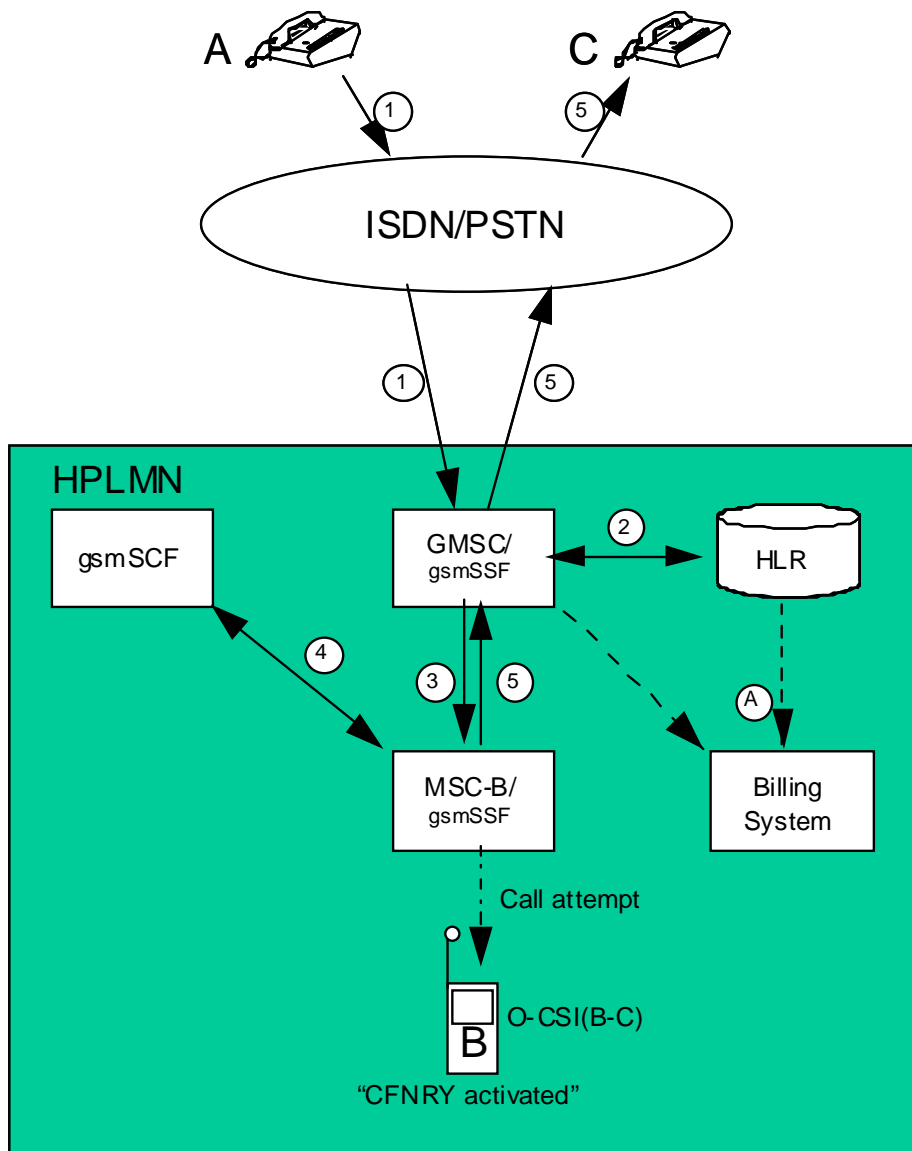 A
C
1
5
ISDN/PSTN
1
5
HPLMN
gsmSCF
GMSC/
gsmSSF
2
HLR
4
3
5
A
MSC-B/
gsmSSF
Billing
System
Call attempt
O-CSI(B-C)
B
“CFNRY activated”